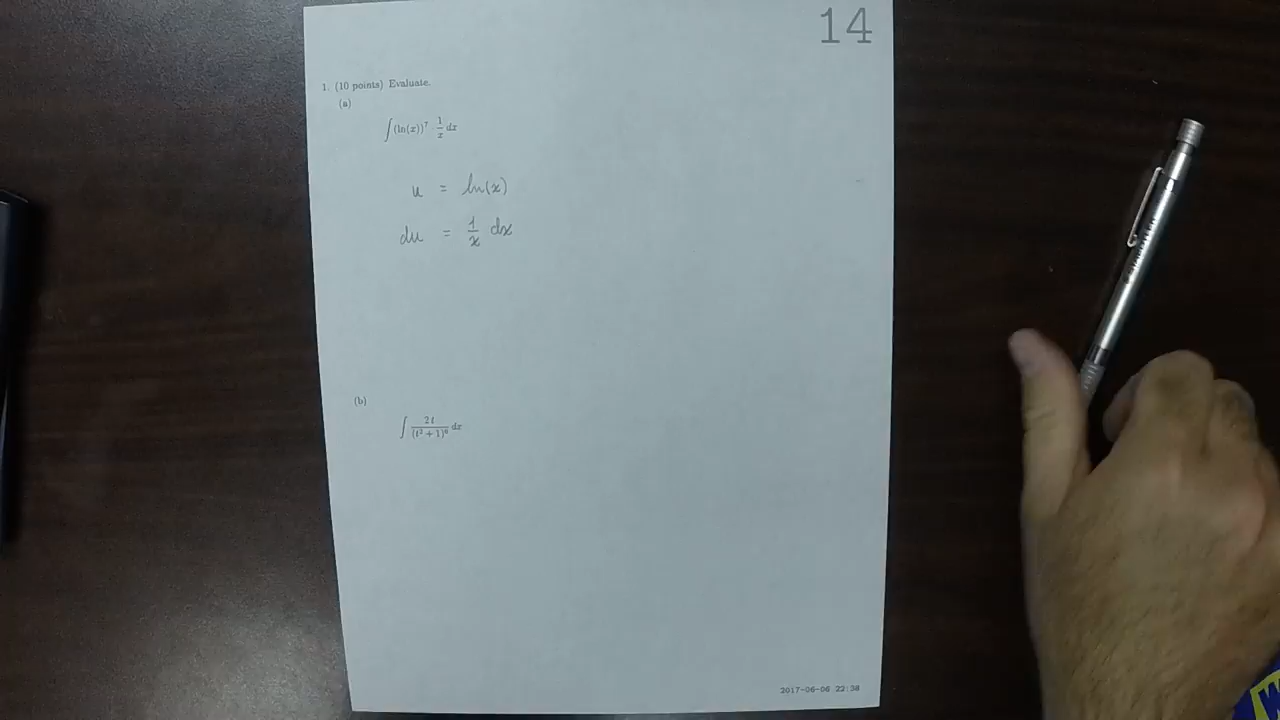 14
1. (10 points) Evaluate.
(a)
∫(ln(x))⁷ · 1/x dx
u = ln(x)
du = 1/x dx
(b)
∫ 2t/(t² + 1)⁶ dx
2017-06-06 22:38